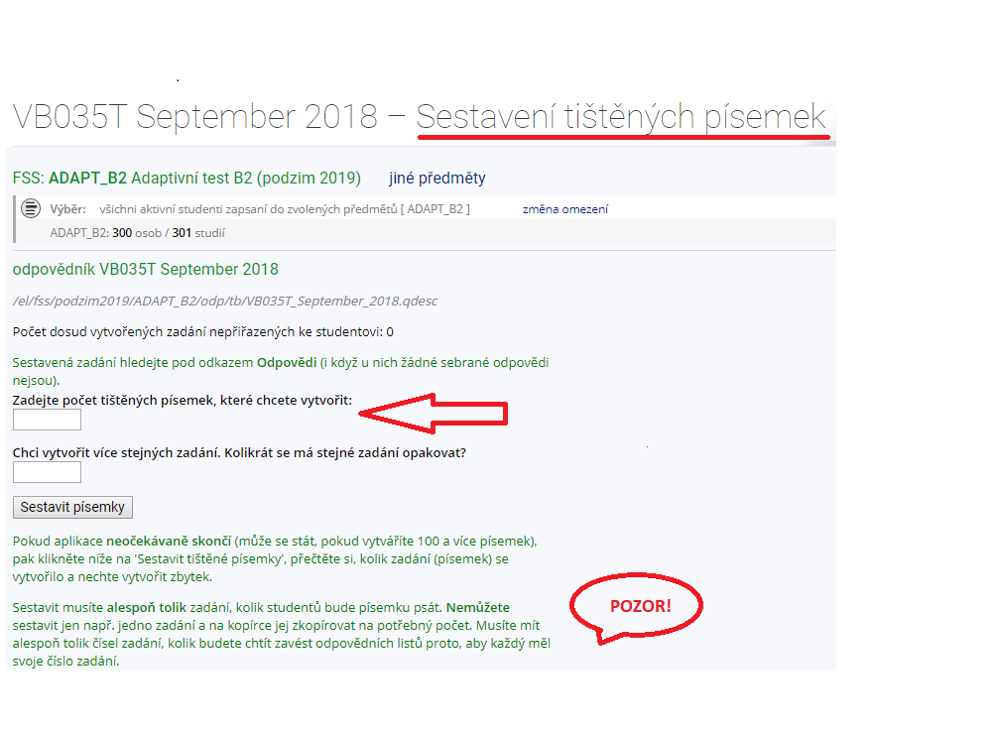 VB035T September 2018 – Sestavení tištěných písemek
FSS: ADAPT_B2 Adaptivní test B2 (podzim 2019) jiné předměty
Výběr: všichni aktivní studenti zapsaní do zvolených předmětů [ ADAPT_B2 ] změna omezení
ADAPT_B2: 300 osob / 301 studií
odpovědník VB035T September 2018
/el/fss/podzim2019/ADAPT_B2/odp/tb/VB035T_September_2018.qdesc
Počet dosud vytvořených zadání nepřiřazených ke studentovi: 0
Sestavená zadání hledejte pod odkazem Odpovědi (i když u nich žádné sebrané odpovědi
nejsou).
Zadejte počet tištěných písemek, které chcete vytvořit:
Chci vytvořit více stejných zadání. Kolikrát se má stejné zadání opakovat?
Sestavit písemky
Pokud aplikace neočekávaně skončí (může se stát, pokud vytváříte 100 a více písemek),
pak klikněte níže na 'Sestavit tištěné písemky', přečtěte si, kolik zadání (písemek) se
vytvořilo a nechte vytvořit zbytek.
Sestavit musíte alespoň tolik zadání, kolik studentů bude písemku psát. Nemůžete
sestavit jen např. jedno zadání a na kopírce jej zkopírovat na potřebný počet. Musíte mít
alespoň tolik čísel zadání, kolik budete chtít zavést odpovědních listů proto, aby každý měl
svoje číslo zadání.
POZOR!